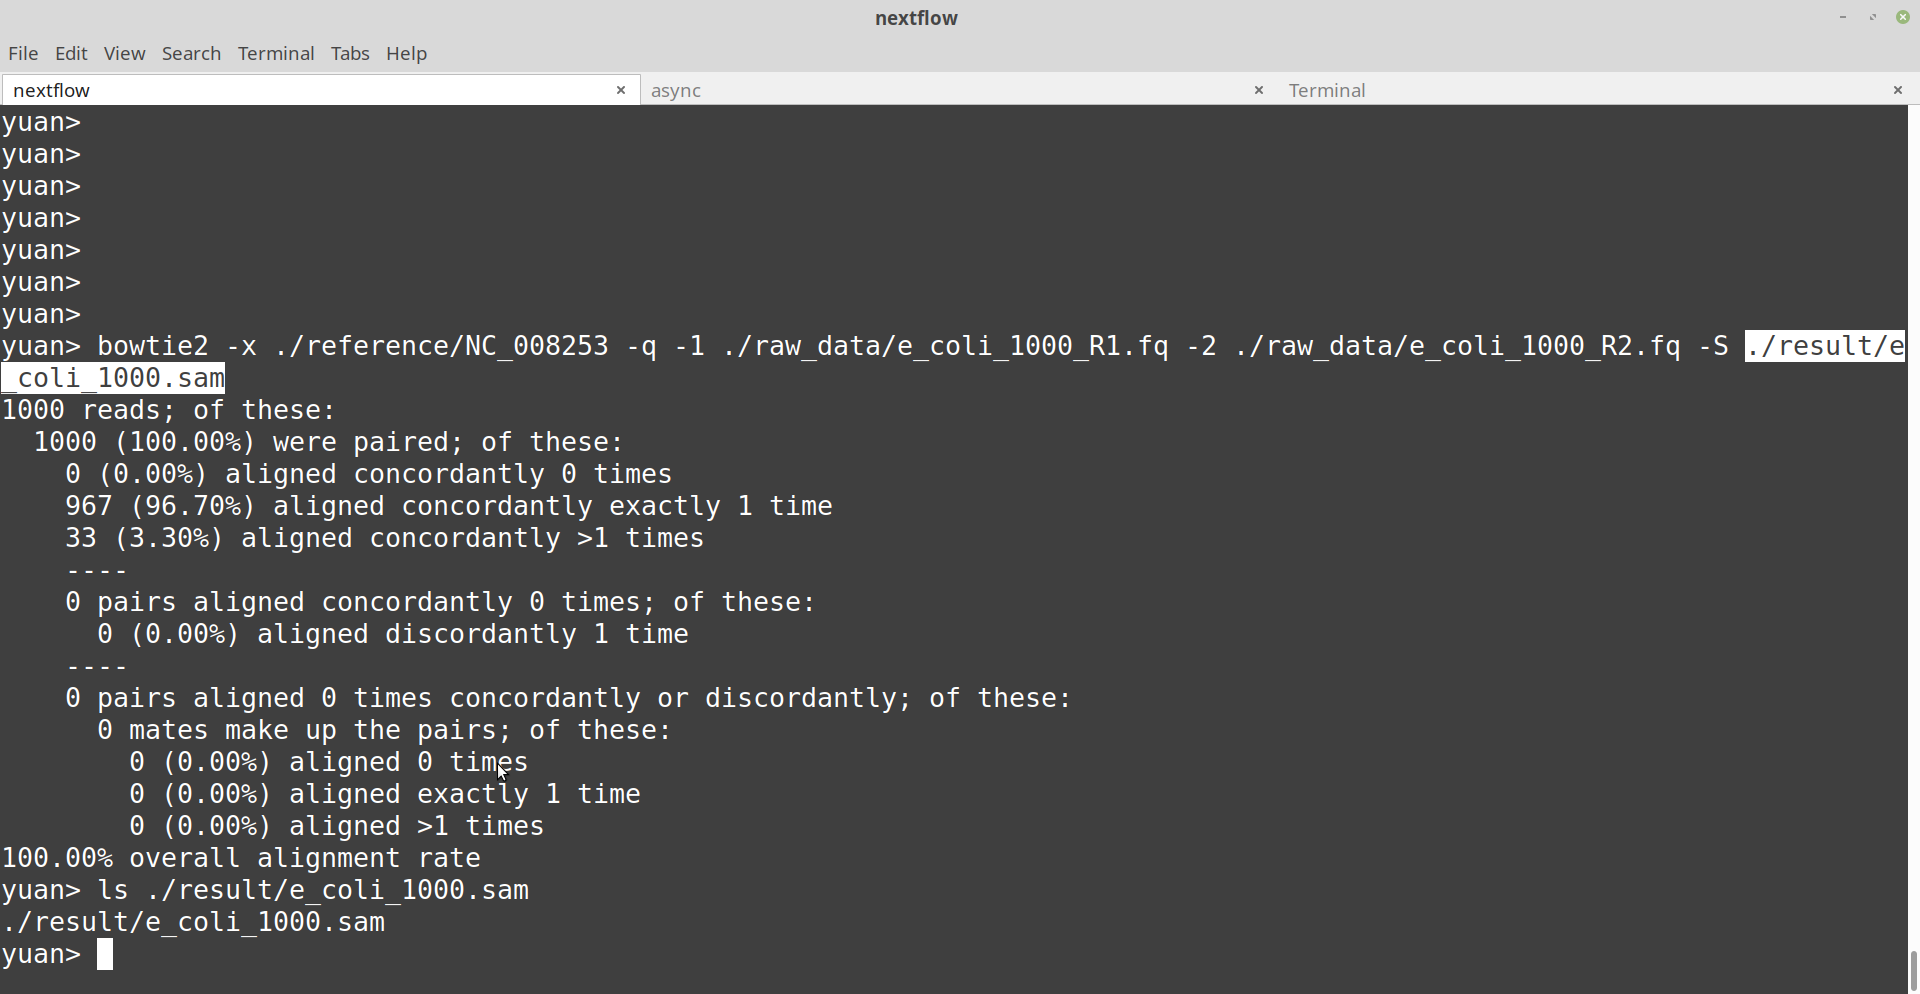 nextflow
File Edit View Search Terminal Tabs Help
nextflow async Terminal
yuan>
yuan>
yuan>
yuan>
yuan>
yuan>
yuan>
yuan> bowtie2 -x ./reference/NC_008253 -q -1 ./raw_data/e_coli_1000_R1.fq -2 ./raw_data/e_coli_1000_R2.fq -S ./result/e
_coli_1000.sam
1000 reads; of these:
  1000 (100.00%) were paired; of these:
    0 (0.00%) aligned concordantly 0 times
    967 (96.70%) aligned concordantly exactly 1 time
    33 (3.30%) aligned concordantly >1 times
    ----
    0 pairs aligned concordantly 0 times; of these:
      0 (0.00%) aligned discordantly 1 time
    ----
    0 pairs aligned 0 times concordantly or discordantly; of these:
      0 mates make up the pairs; of these:
        0 (0.00%) aligned 0 times
        0 (0.00%) aligned exactly 1 time
        0 (0.00%) aligned >1 times
100.00% overall alignment rate
yuan> ls ./result/e_coli_1000.sam
./result/e_coli_1000.sam
yuan>